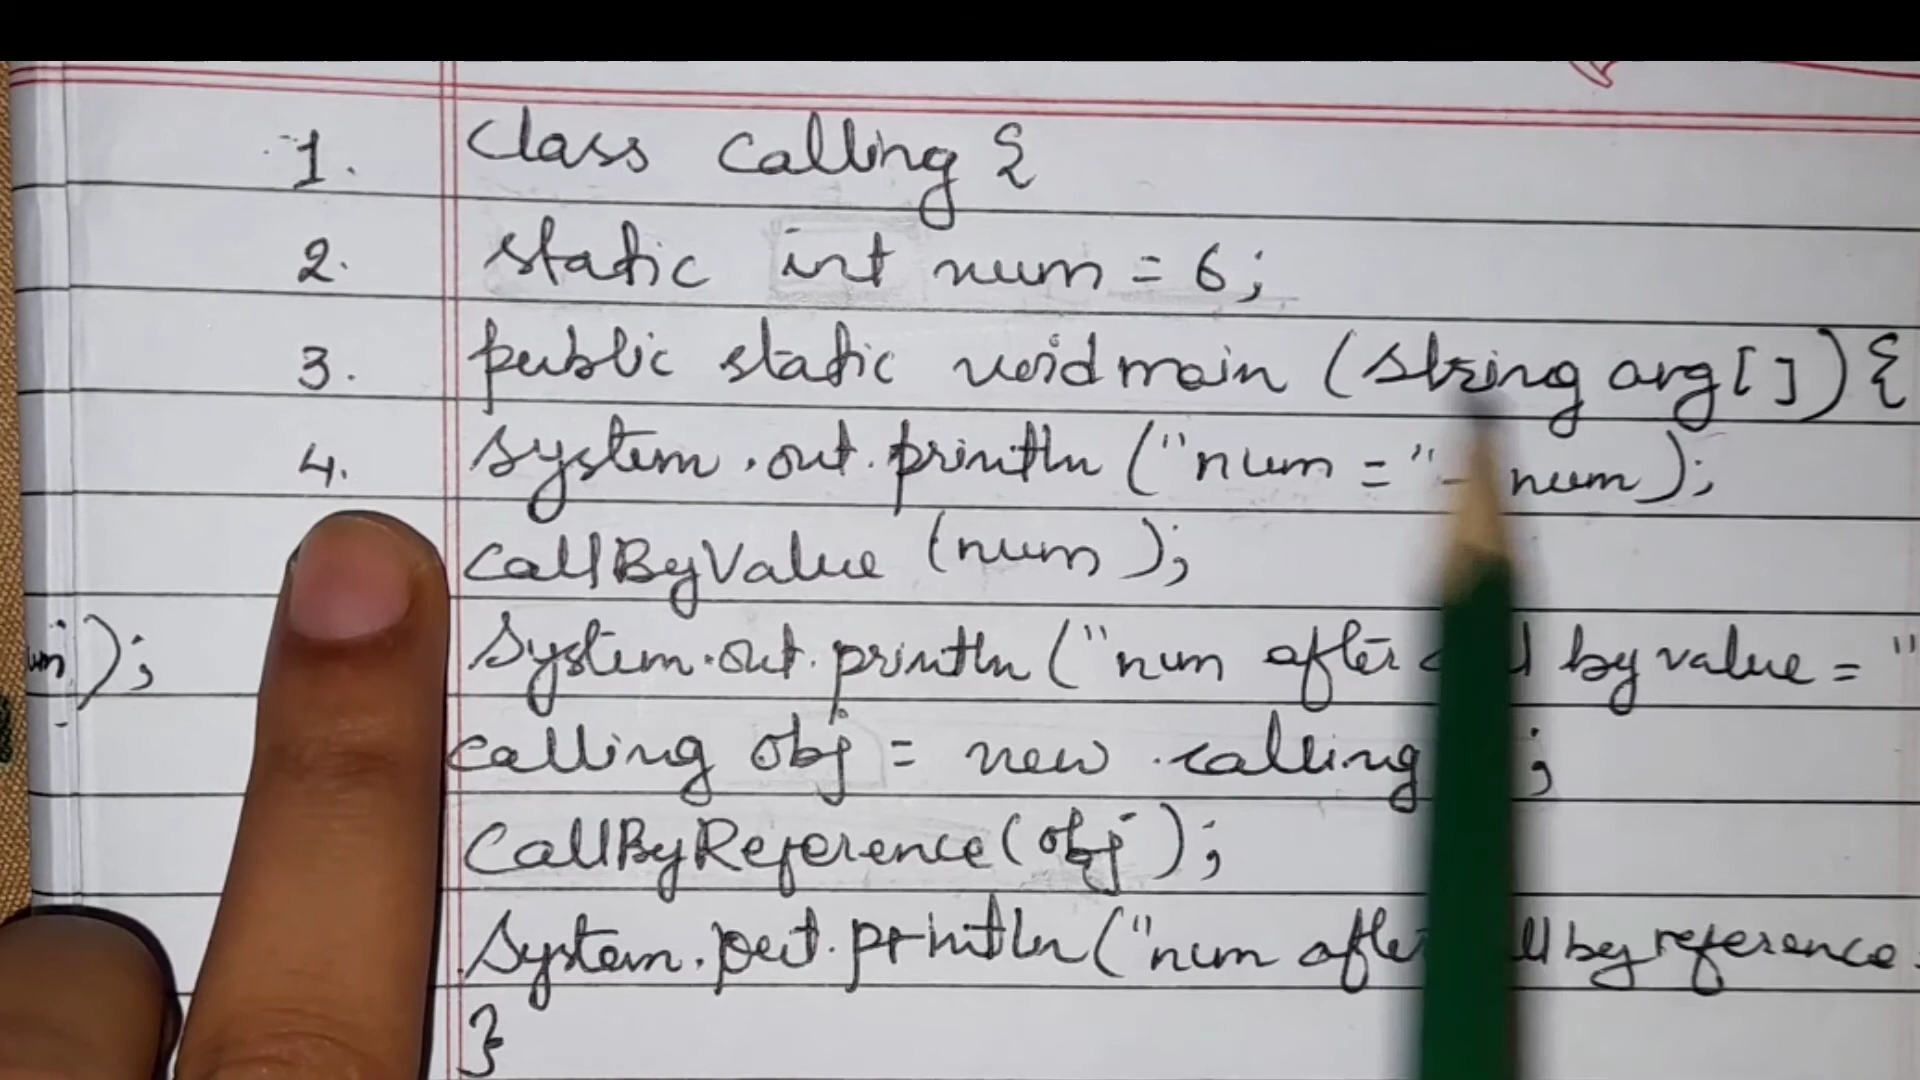 1. class calling {
2. static int num = 6;
3. public static void main (string arg[]) {
4. system.out.println ("num =" num);
callByValue (num);
); System.out.println ("num after by value = "
calling obj = new calling ;
callByReference(obj);
System.out.println ("num by reference
}